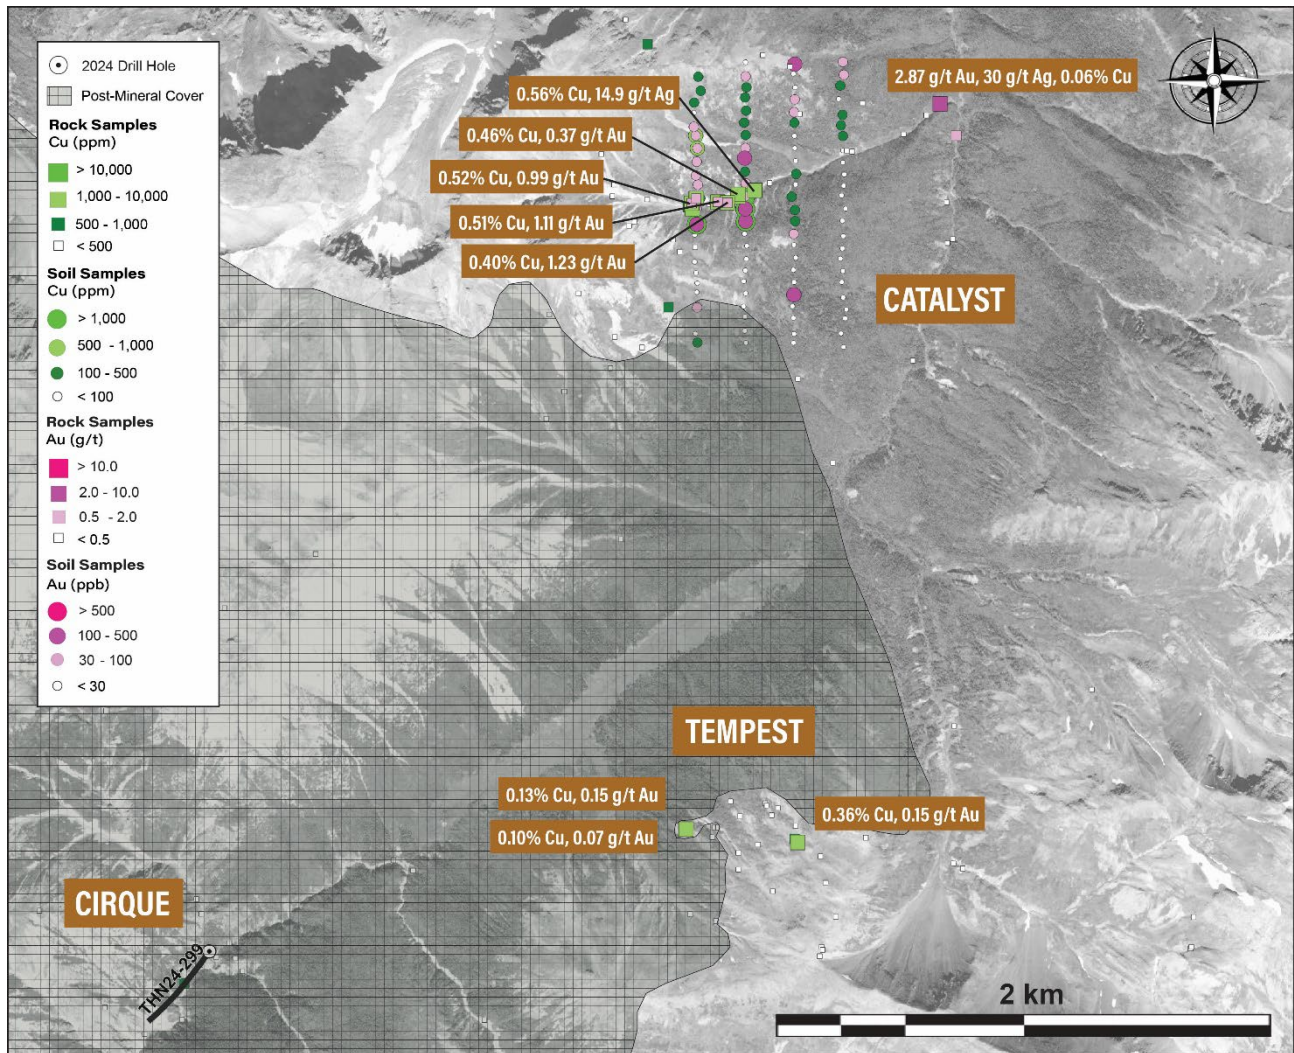 2024 Drill Hole
Post-Mineral Cover
Rock Samples
Cu (ppm)
> 10,000
1,000 - 10,000
500 - 1,000
< 500
Soil Samples
Cu (ppm)
> 1,000
500 - 1,000
100 - 500
< 100
Rock Samples
Au (g/t)
> 10.0
2.0 - 10.0
0.5 - 2.0
< 0.5
Soil Samples
Au (ppb)
> 500
100 - 500
30 - 100
< 30
2.87 g/t Au, 30 g/t Ag, 0.06% Cu
0.56% Cu, 14.9 g/t Ag
0.46% Cu, 0.37 g/t Au
0.52% Cu, 0.99 g/t Au
0.51% Cu, 1.11 g/t Au
0.40% Cu, 1.23 g/t Au
CATALYST
TEMPEST
0.13% Cu, 0.15 g/t Au
0.10% Cu, 0.07 g/t Au
0.36% Cu, 0.15 g/t Au
CIRQUE
THN24-299
2 km